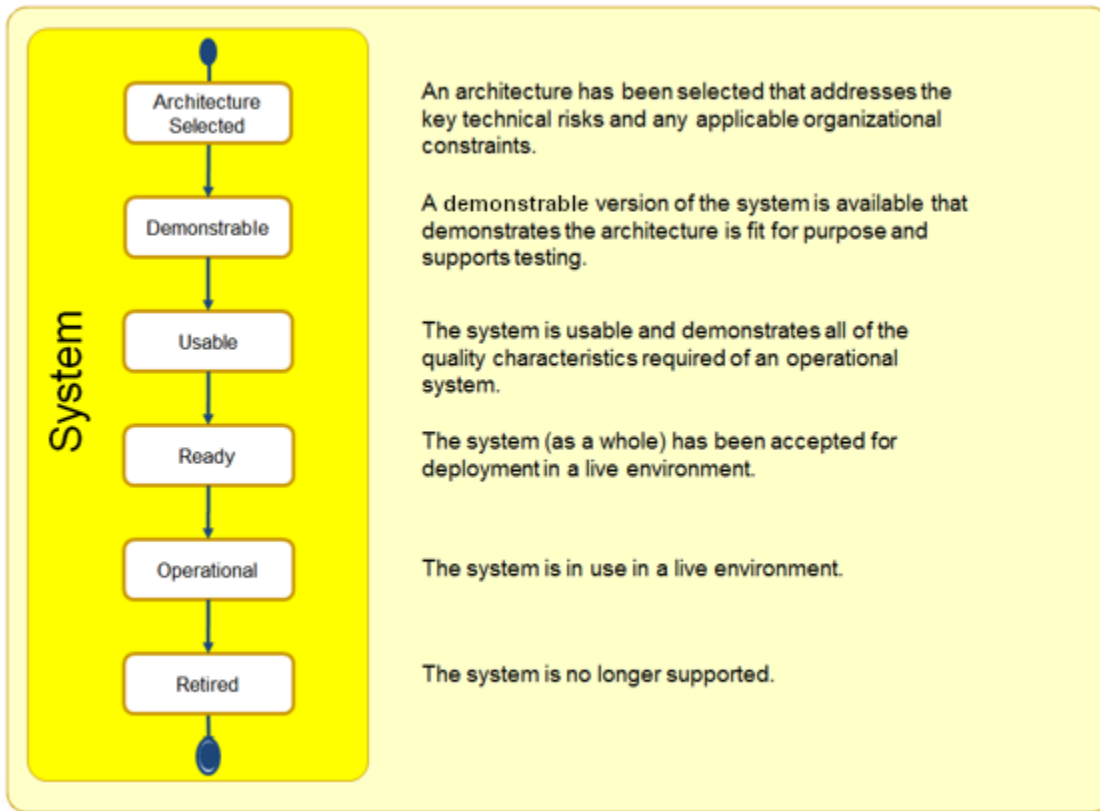 System
Architecture
Selected
An architecture has been selected that addresses the
key technical risks and any applicable organizational
constraints.
Demonstrable
A demonstrable version of the system is available that
demonstrates the architecture is fit for purpose and
supports testing.
Usable
The system is usable and demonstrates all of the
quality characteristics required of an operational
system.
Ready
The system (as a whole) has been accepted for
deployment in a live environment.
Operational
The system is in use in a live environment.
Retired
The system is no longer supported.